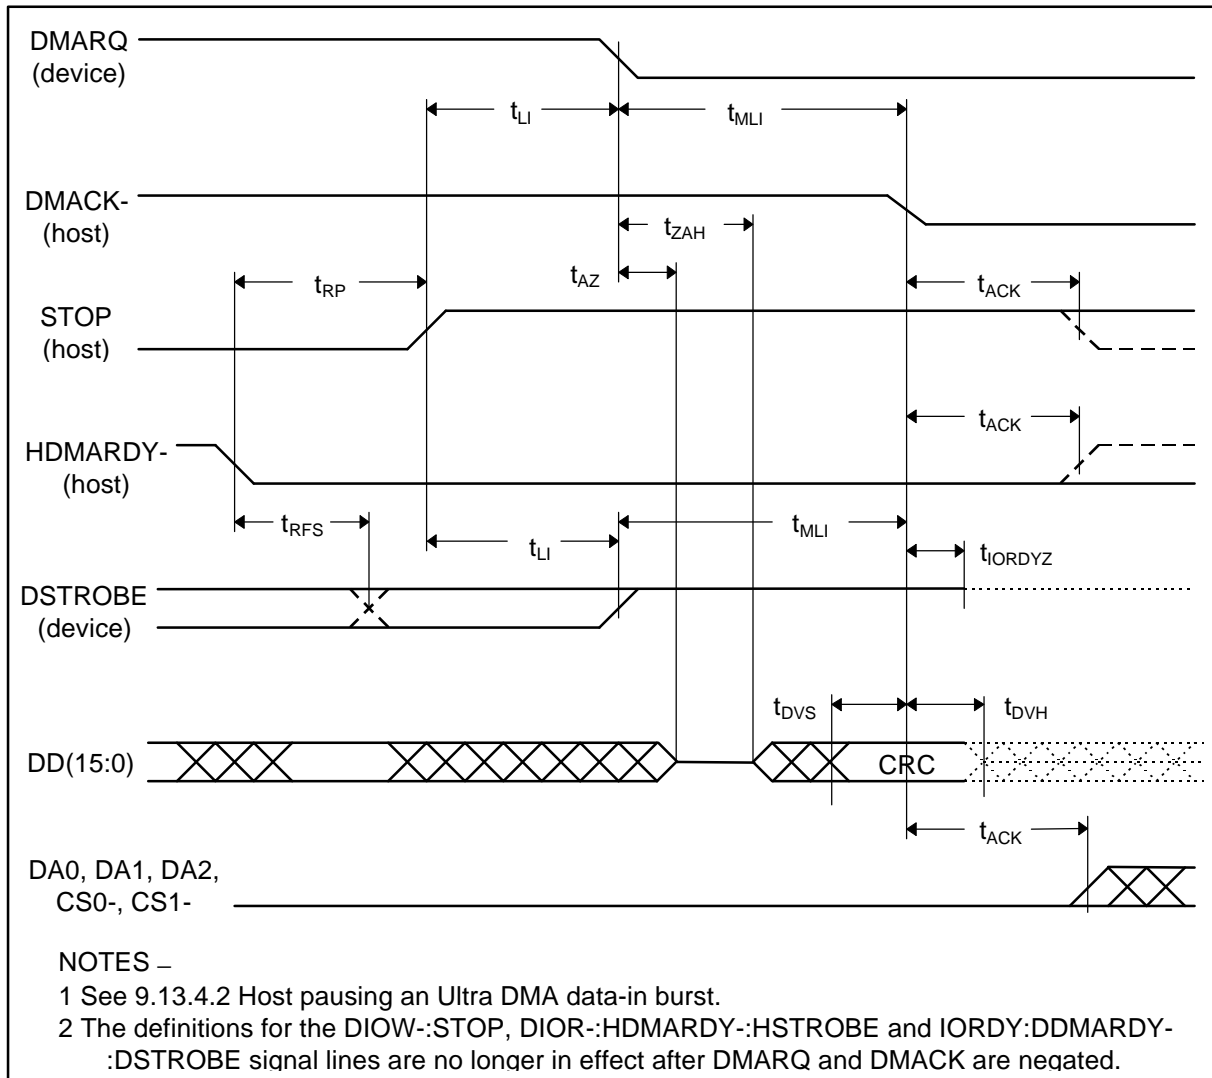 DMARQ
(device)
tLI
tMLI
DMACK-
(host)
tZAH
tAZ
tRP
tACK
STOP
(host)
tACK
HDMARDY-
(host)
tRFS
tLI
tMLI
tIORDYZ
DSTROBE
(device)
tDVS
tDVH
DD(15:0)
CRC
tACK
DA0, DA1, DA2,
CS0-, CS1-
NOTES –
1 See 9.13.4.2 Host pausing an Ultra DMA data-in burst.
2 The definitions for the DIOW-:STOP, DIOR-:HDMARDY-:HSTROBE and IORDY:DDMARDY-
:DSTROBE signal lines are no longer in effect after DMARQ and DMACK are negated.